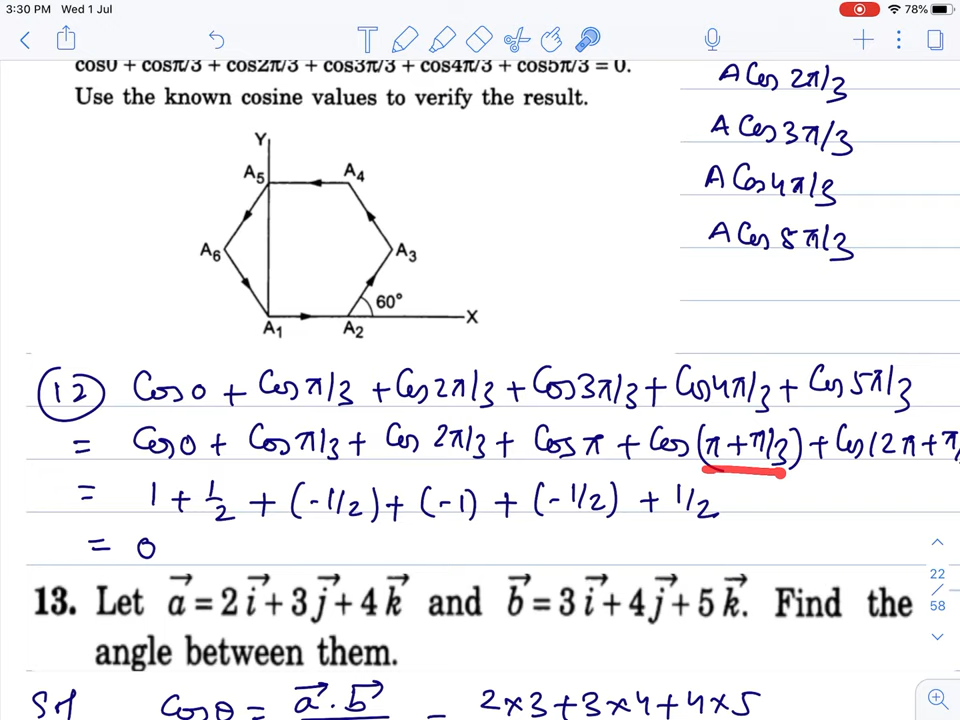 3:30 PM Wed 1 Jul 78%
cos0 + cosπ/3 + cos2π/3 + cos3π/3 + cos4π/3 + cos5π/3 = 0.
Use the known cosine values to verify the result.
A Cos 2π/3
A Cos 3π/3
A Cos 4π/3
A Cos 5π/3
Y
A5 A4
A6 A3
60°
X
A1 A2
(12) Cos 0 + Cos π/3 + Cos 2π/3 + Cos 3π/3 + Cos 4π/3 + Cos 5π/3
= Cos 0 + Cos π/3 + Cos 2π/3 + Cos π + Cos (π + π/3) + Cos (2π + π/
= 1 + 1/2 + (-1/2) + (-1) + (-1/2) + 1/2
= 0
22
/
58
13. Let a⃗ = 2i⃗ + 3j⃗ + 4k⃗ and b⃗ = 3i⃗ + 4j⃗ + 5k⃗. Find the
angle between them.
Sol Cos θ = a⃗ . b⃗ = 2×3 + 3×4 + 4×5